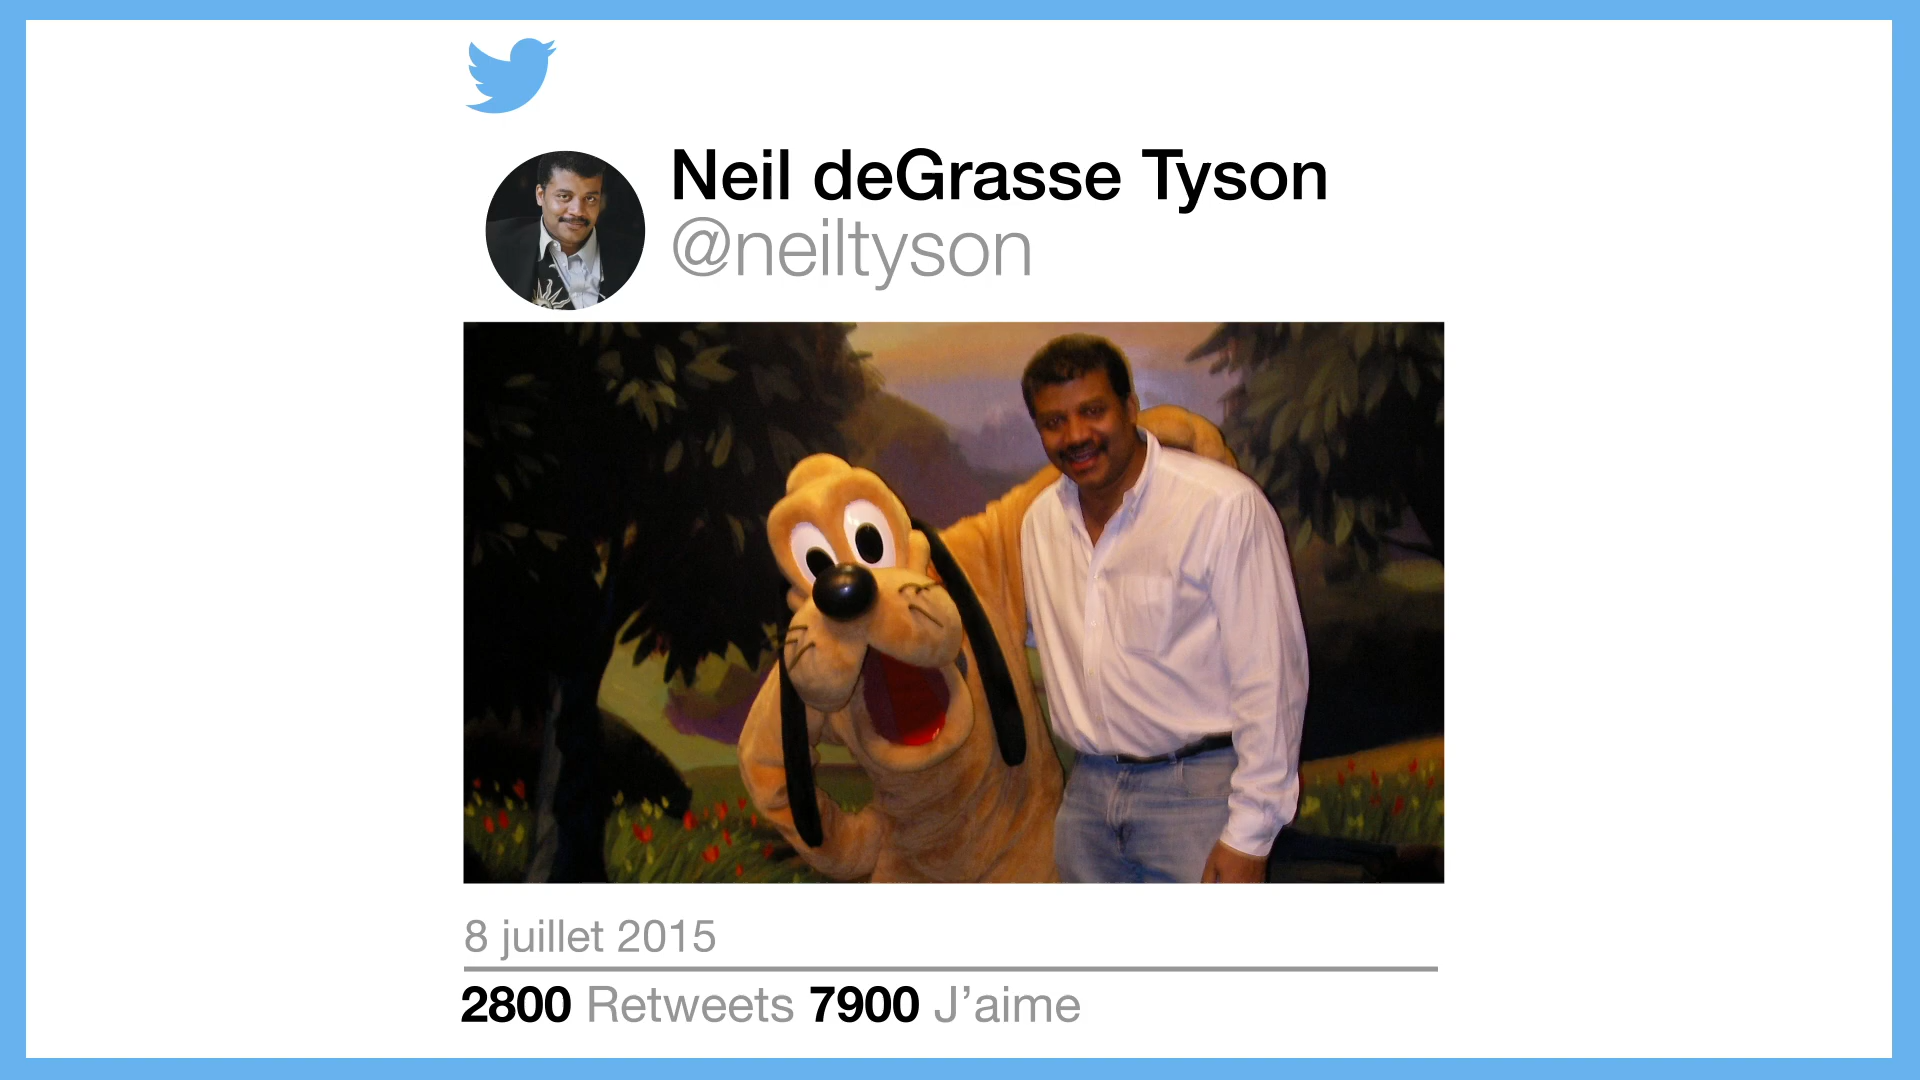 Neil deGrasse Tyson
@neiltyson
8 juillet 2015
2800 Retweets 7900 J’aime